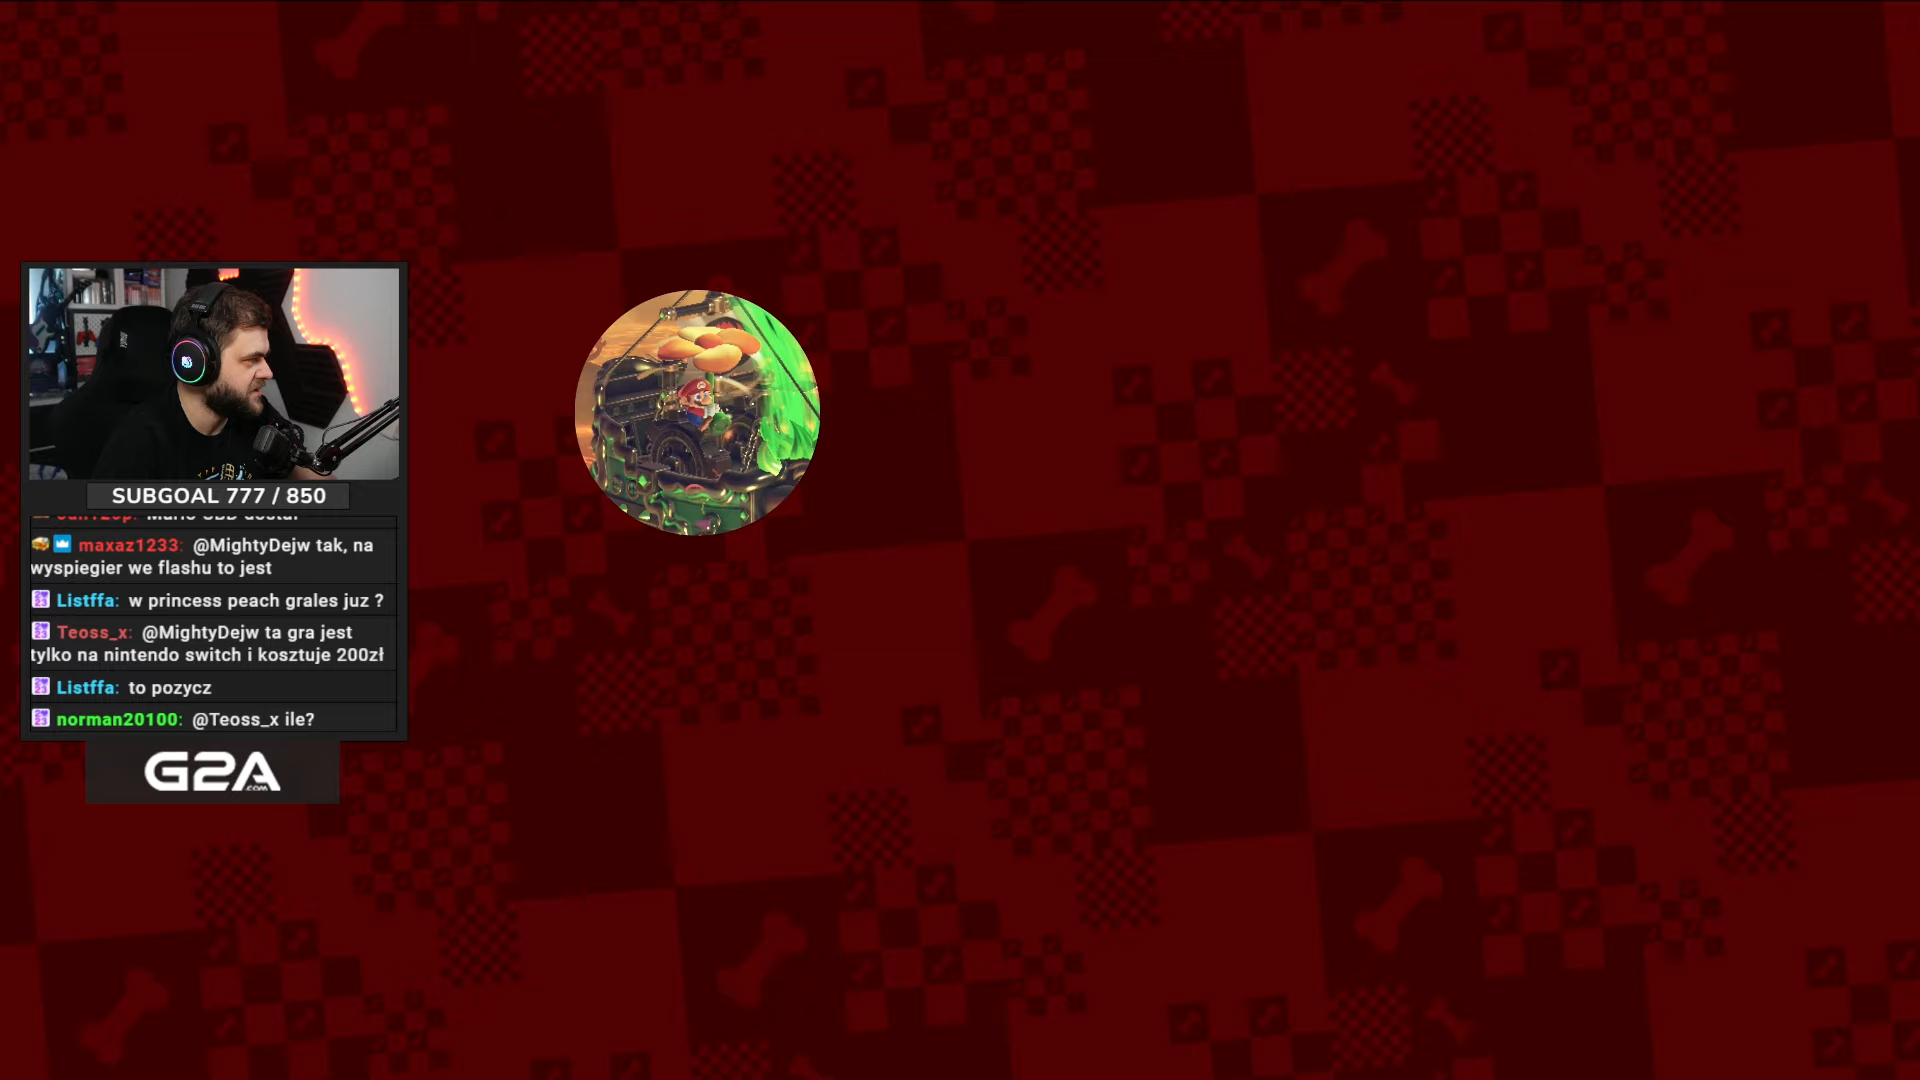 SUBGOAL 777 / 850
maxaz1233: @MightyDejw tak, na
wyspiegier we flashu to jest
Listffa: w princess peach grales juz ?
Teoss_x: @MightyDejw ta gra jest
tylko na nintendo switch i kosztuje 200zł
Listffa: to pozycz
norman20100: @Teoss_x ile?
G2A
.COM